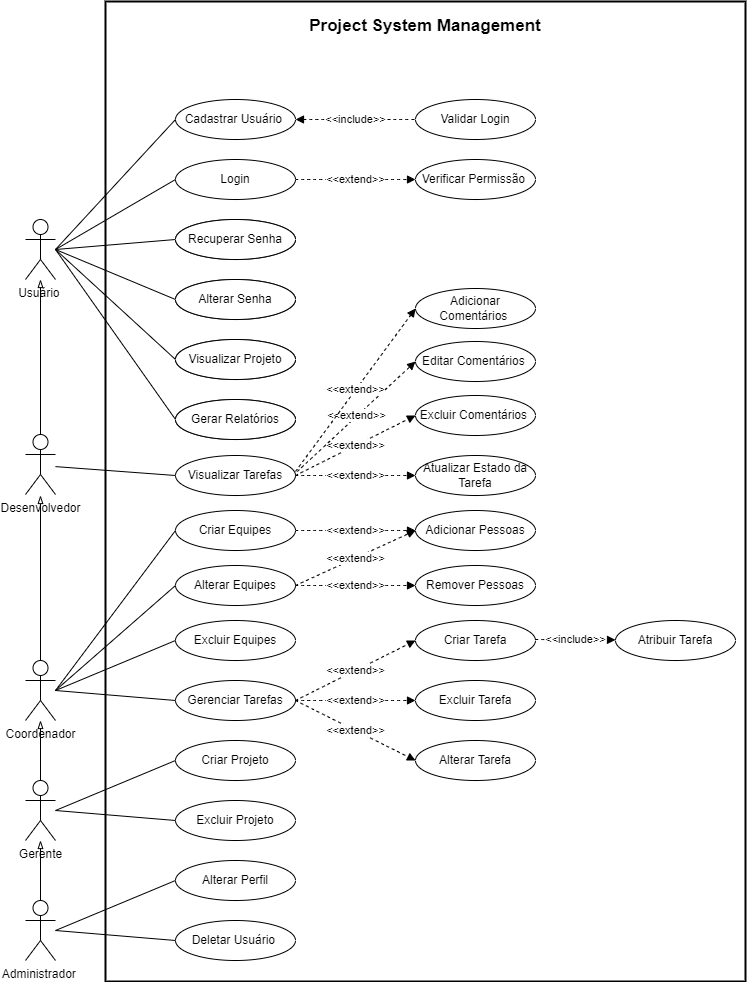 Project System Management
Cadastrar Usuário
<<include>>
Validar Login
Login
<<extend>>
Verificar Permissão
Recuperar Senha
Usuário
Alterar Senha
Adicionar
Comentários
Visualizar Projeto
Editar Comentários
<<extend>>
Gerar Relatórios
<<extend>>
Excluir Comentários
<<extend>>
Visualizar Tarefas
<<extend>>
Atualizar Estado da
Tarefa
Desenvolvedor
Criar Equipes
<<extend>>
Adicionar Pessoas
<<extend>>
Alterar Equipes
<<extend>>
Remover Pessoas
Excluir Equipes
Criar Tarefa
<<include>>
Atribuir Tarefa
<<extend>>
Gerenciar Tarefas
<<extend>>
Excluir Tarefa
<<extend>>
Coordenador
Criar Projeto
Alterar Tarefa
Excluir Projeto
Gerente
Alterar Perfil
Deletar Usuário
Administrador